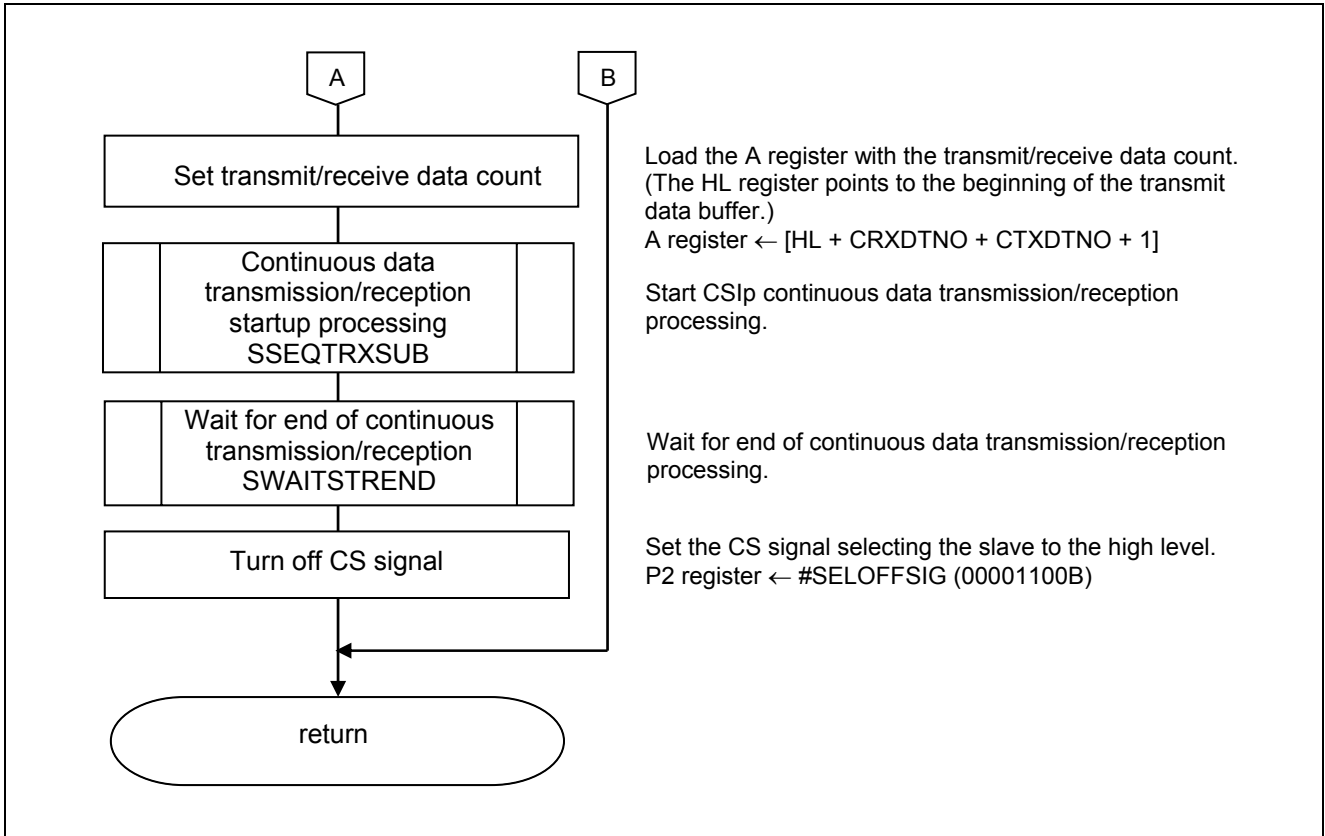 A
B
Set transmit/receive data count
Load the A register with the transmit/receive data count.
(The HL register points to the beginning of the transmit
data buffer.)
A register ← [HL + CRXDTNO + CTXDTNO + 1]
Continuous data
transmission/reception
startup processing
SSEQTRXSUB
Start CSIp continuous data transmission/reception
processing.
Wait for end of continuous
transmission/reception
SWAITSTREND
Wait for end of continuous data transmission/reception
processing.
Turn off CS signal
Set the CS signal selecting the slave to the high level.
P2 register ← #SELOFFSIG (00001100B)
return